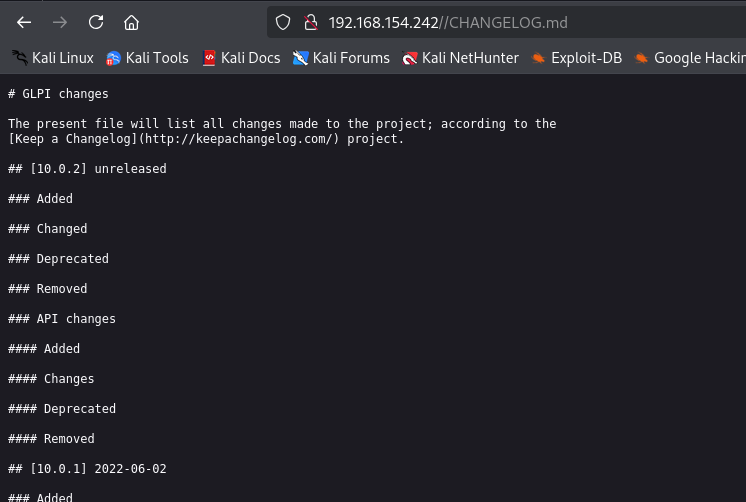 192.168.154.242//CHANGELOG.md
Kali Linux Kali Tools Kali Docs Kali Forums Kali NetHunter Exploit-DB Google Hackin
# GLPI changes
The present file will list all changes made to the project; according to the
[Keep a Changelog](http://keepachangelog.com/) project.
## [10.0.2] unreleased
### Added
### Changed
### Deprecated
### Removed
### API changes
#### Added
#### Changes
#### Deprecated
#### Removed
## [10.0.1] 2022-06-02
### Added